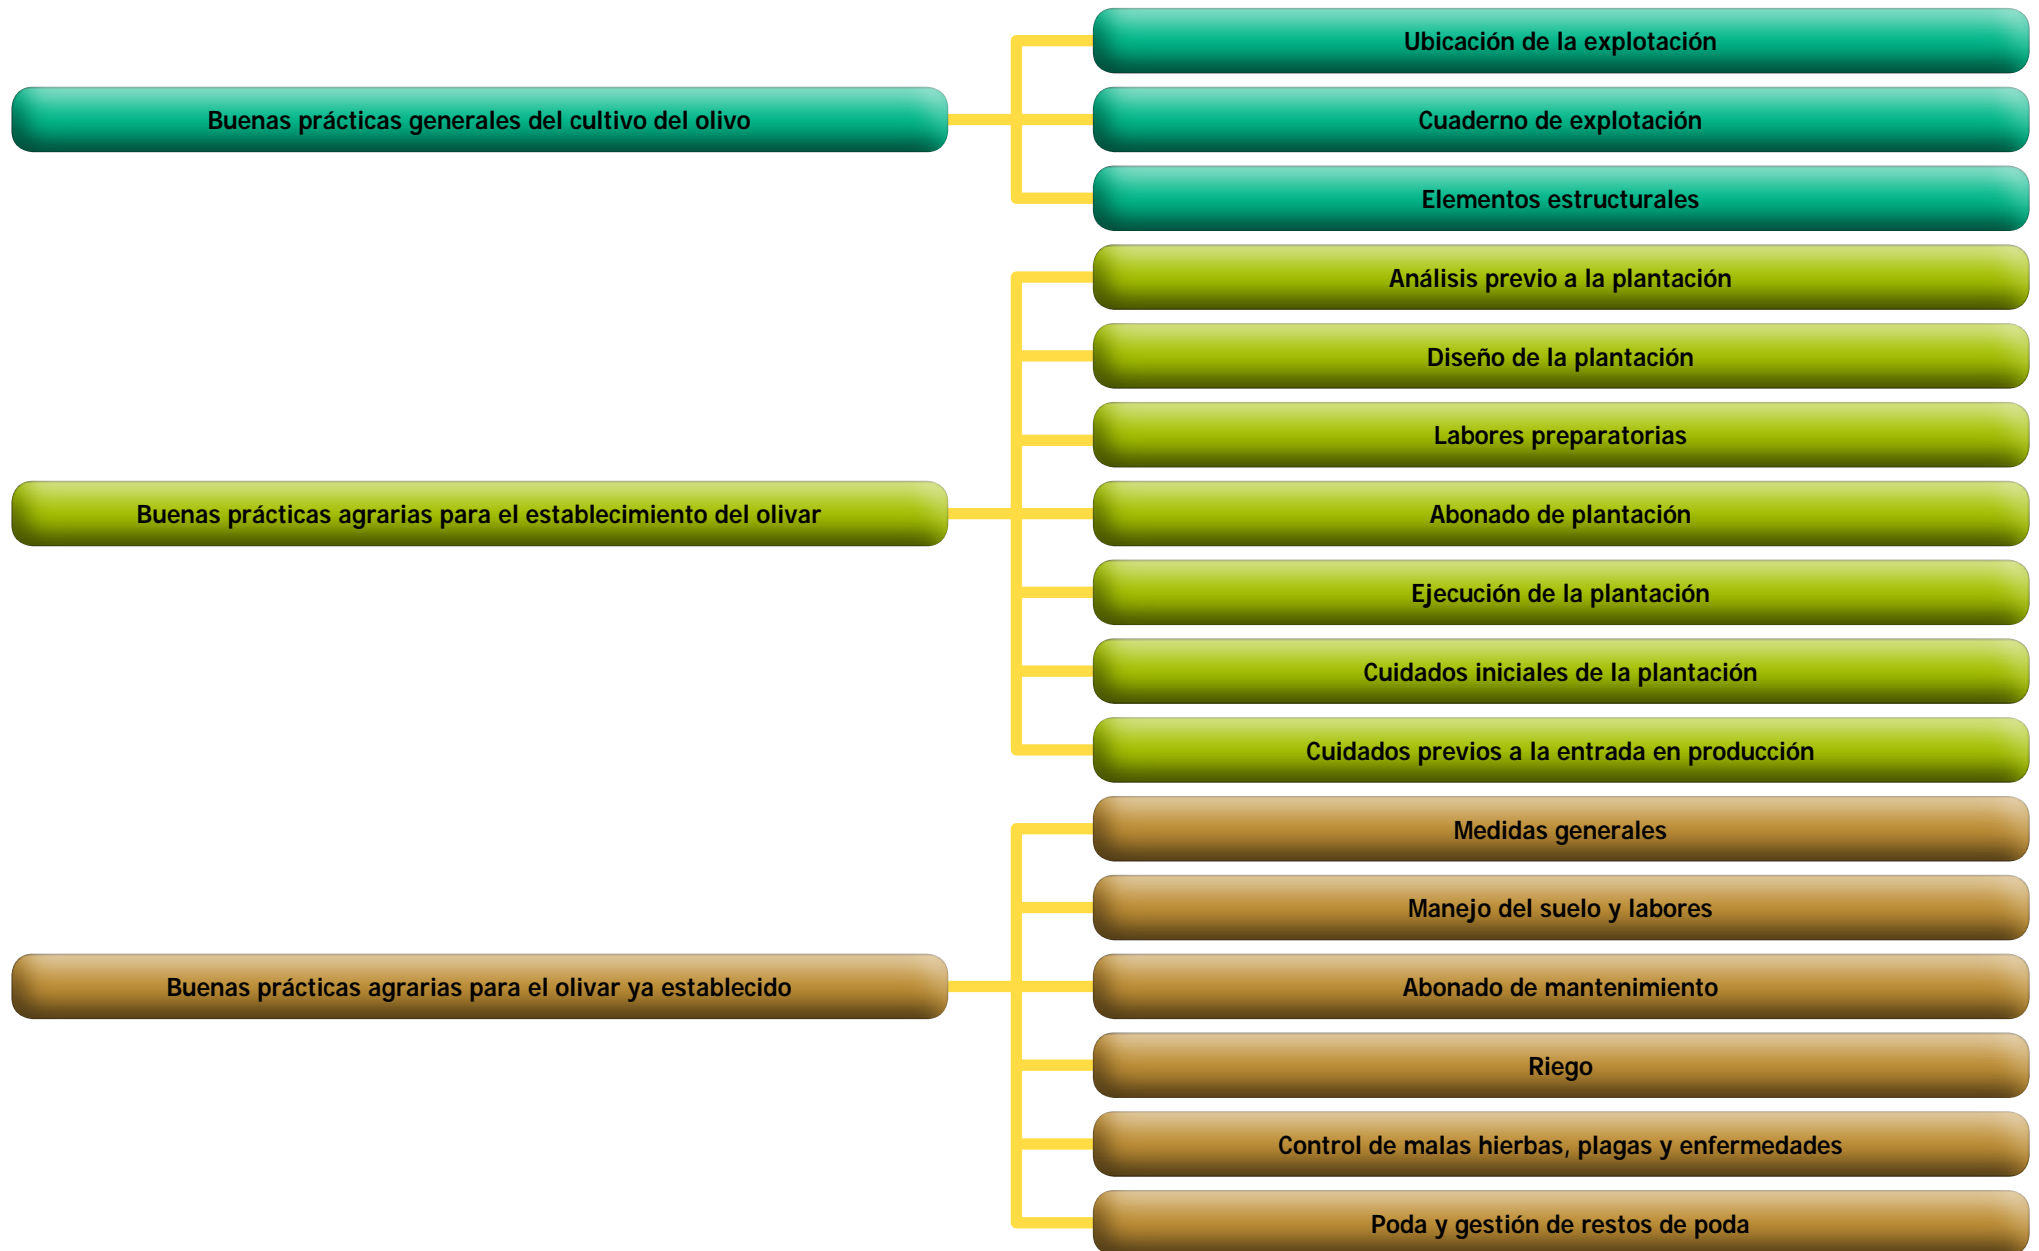 Buenas prácticas generales del cultivo del olivo
Ubicación de la explotación
Cuaderno de explotación
Elementos estructurales
Buenas prácticas agrarias para el establecimiento del olivar
Análisis previo a la plantación
Diseño de la plantación
Labores preparatorias
Abonado de plantación
Ejecución de la plantación
Cuidados iniciales de la plantación
Cuidados previos a la entrada en producción
Buenas prácticas agrarias para el olivar ya establecido
Medidas generales
Manejo del suelo y labores
Abonado de mantenimiento
Riego
Control de malas hierbas, plagas y enfermedades
Poda y gestión de restos de poda